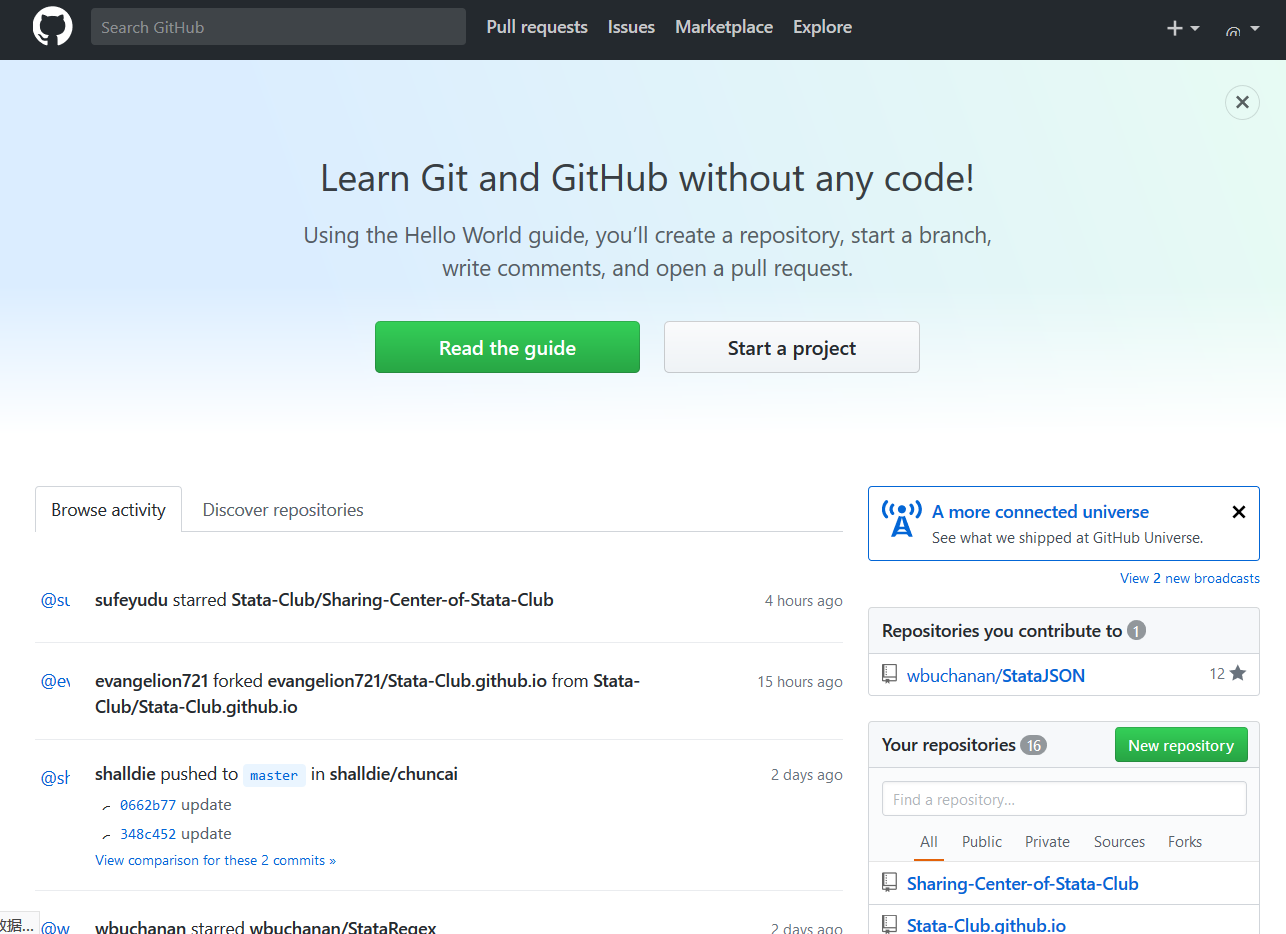 Search GitHub
Pull requests Issues Marketplace Explore
Learn Git and GitHub without any code!
Using the Hello World guide, you’ll create a repository, start a branch,
write comments, and open a pull request.
Read the guide Start a project
Browse activity Discover repositories
@su sufeyudu starred Stata-Club/Sharing-Center-of-Stata-Club 4 hours ago
@ev evangelion721 forked evangelion721/Stata-Club.github.io from Stata-
Club/Stata-Club.github.io 15 hours ago
@sh shalldie pushed to master in shalldie/chuncai 2 days ago
0662b77 update
348c452 update
View comparison for these 2 commits »
@w wbuchanan starred wbuchanan/StataRegex 2 days ago
A more connected universe
See what we shipped at GitHub Universe.
View 2 new broadcasts
Repositories you contribute to 1
wbuchanan/StataJSON 12
Your repositories 16 New repository
Find a repository...
All Public Private Sources Forks
Sharing-Center-of-Stata-Club
Stata-Club.github.io